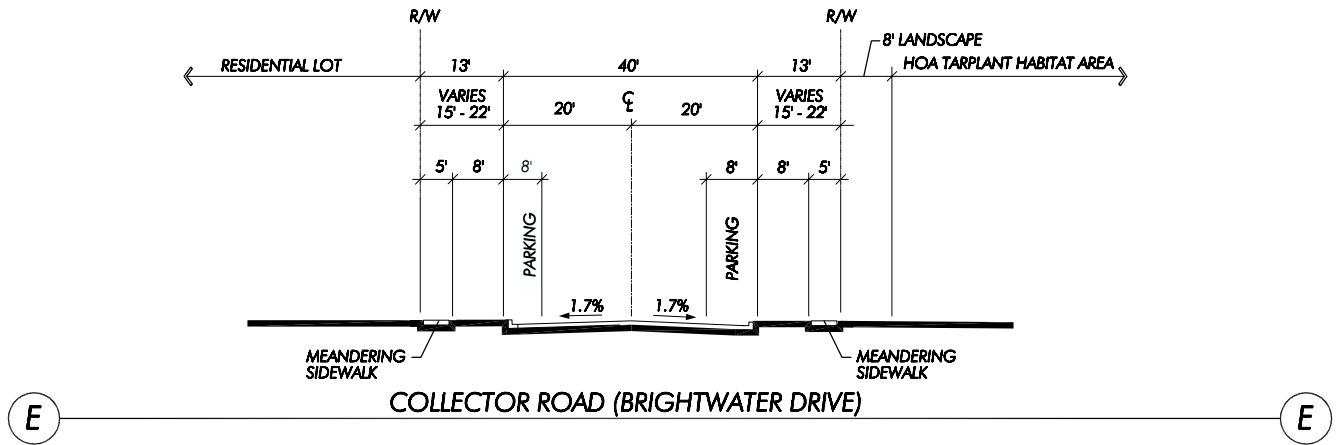 R/W
R/W
8' LANDSCAPE
RESIDENTIAL LOT
13'
40'
13'
HOA TARPLANT HABITAT AREA
VARIES
15' - 22'
20'
℄
20'
VARIES
15' - 22'
5'
8'
8'
8'
8'
5'
PARKING
PARKING
1.7%
1.7%
MEANDERING
SIDEWALK
MEANDERING
SIDEWALK
COLLECTOR ROAD (BRIGHTWATER DRIVE)
E
E